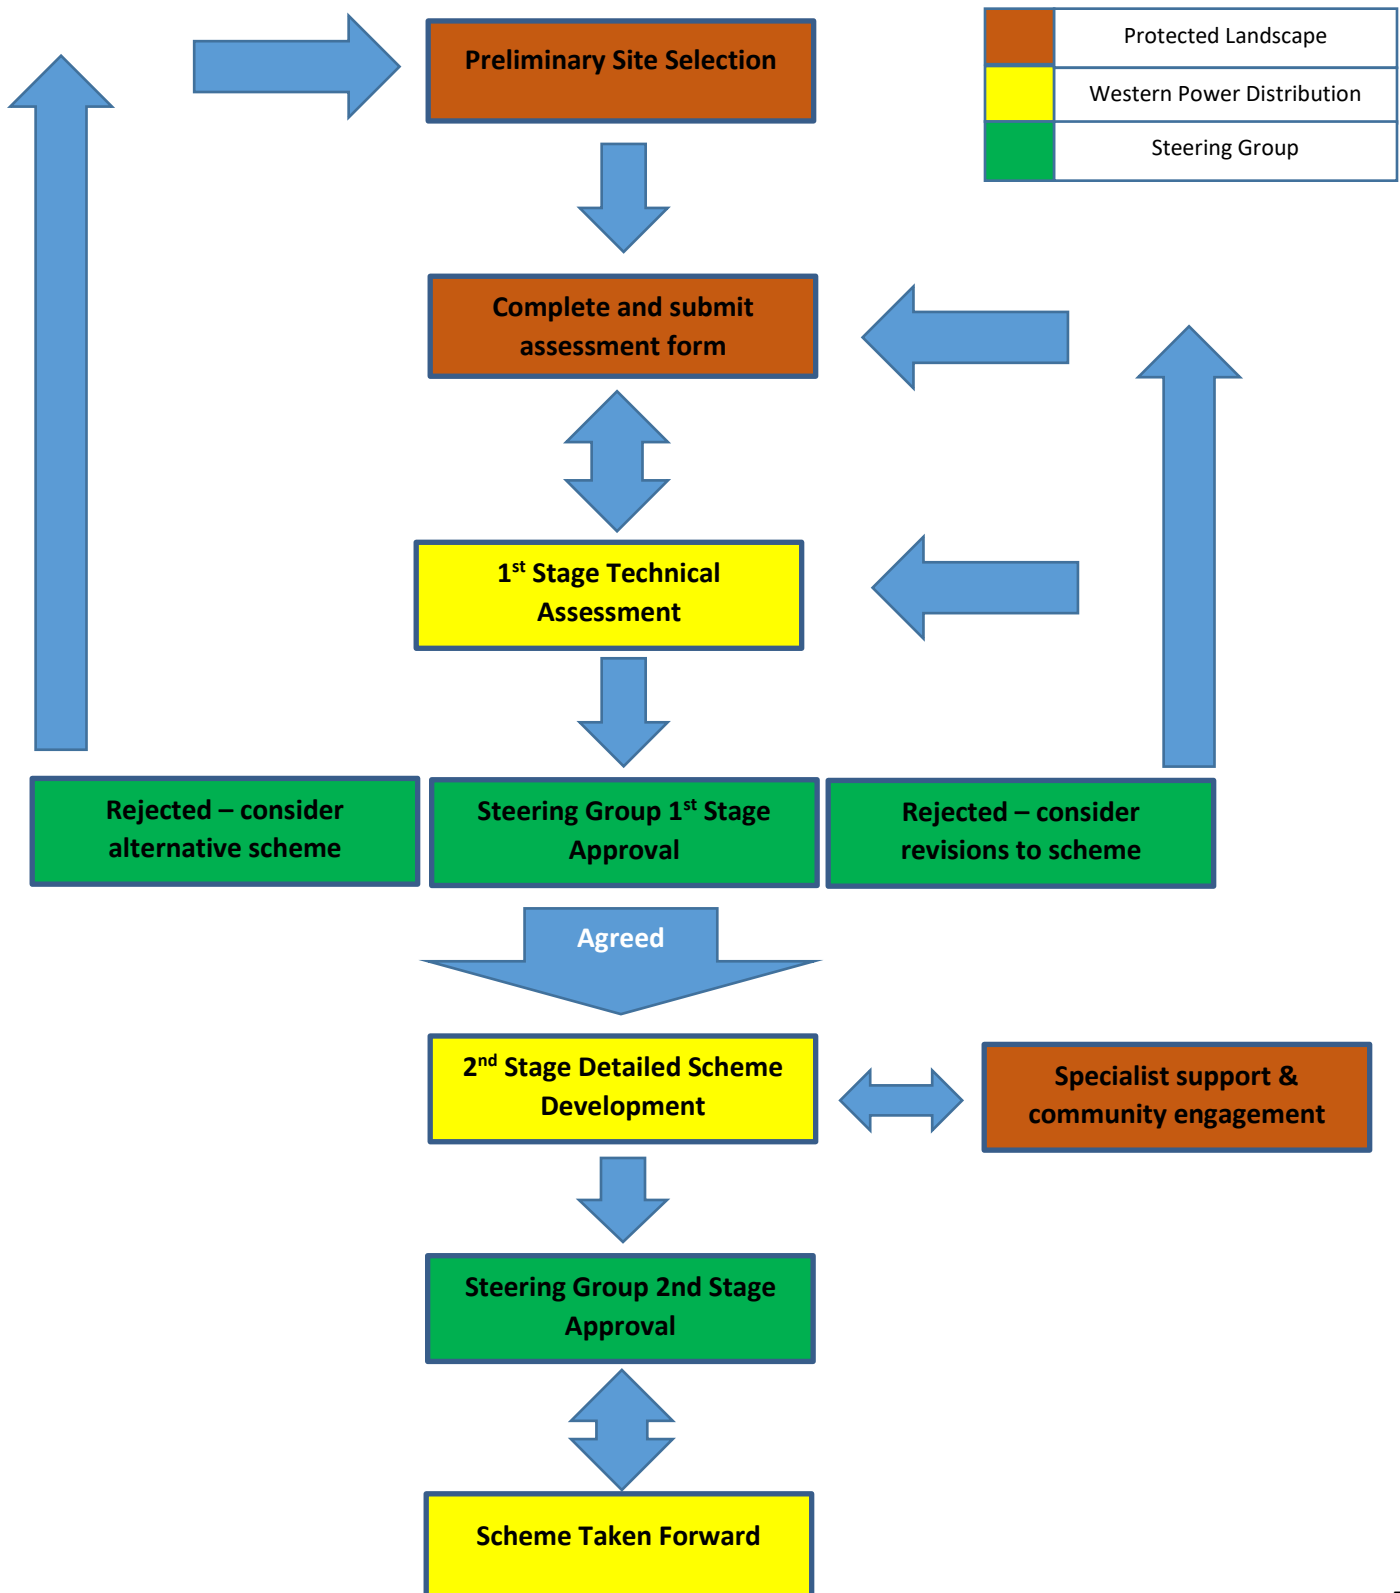 Preliminary Site Selection
Protected Landscape
Western Power Distribution
Steering Group
Complete and submit
assessment form
1st Stage Technical
Assessment
Rejected – consider
alternative scheme
Steering Group 1st Stage
Approval
Rejected – consider
revisions to scheme
Agreed
2nd Stage Detailed Scheme
Development
Specialist support &
community engagement
Steering Group 2nd Stage
Approval
Scheme Taken Forward